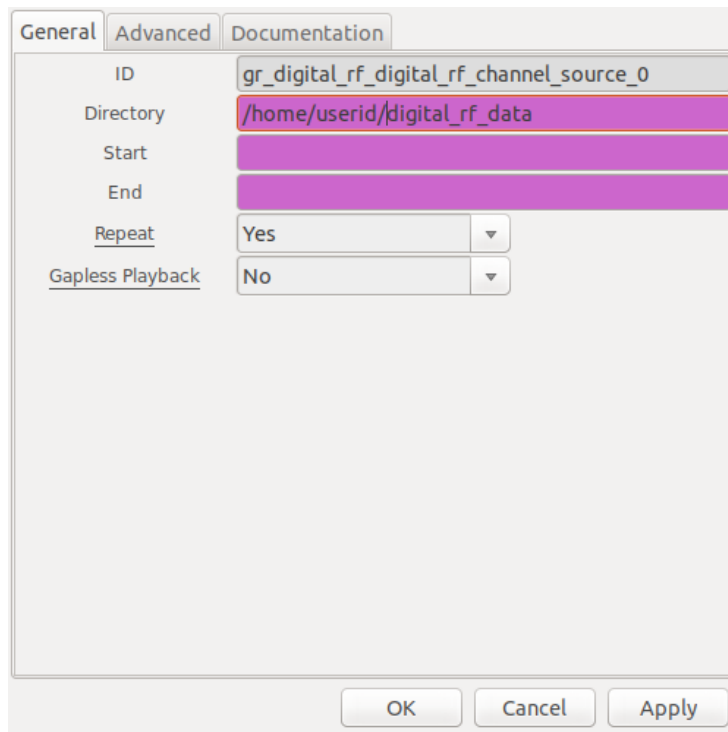 General Advanced Documentation
ID gr_digital_rf_digital_rf_channel_source_0
Directory /home/userid/digital_rf_data
Start
End
Repeat Yes
Gapless Playback No
OK Cancel Apply